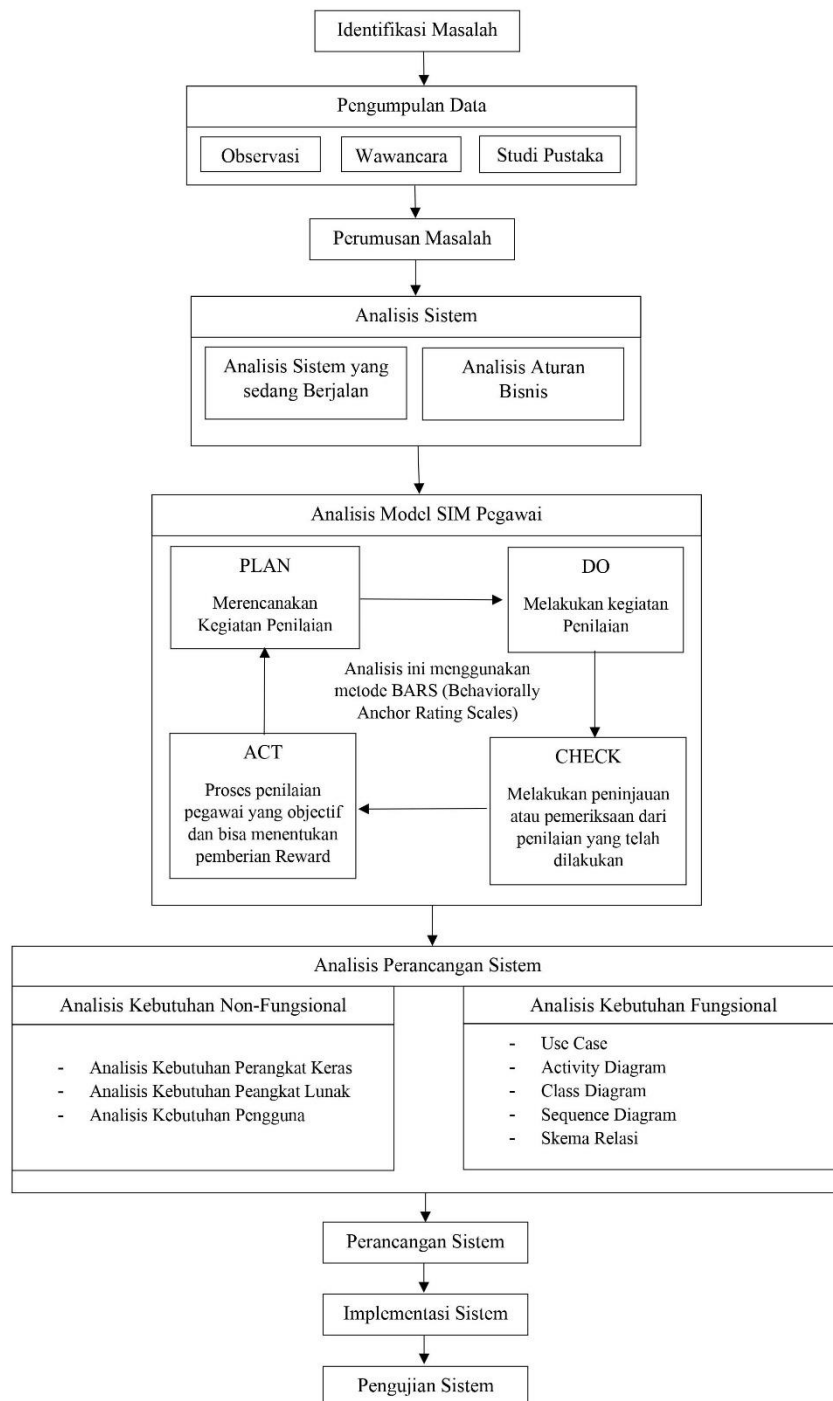 Identifikasi Masalah
Pengumpulan Data
Observasi
Wawancara
Studi Pustaka
Perumusan Masalah
Analisis Sistem
Analisis Sistem yang
sedang Berjalan
Analisis Aturan
Bisnis
Analisis Model SIM Pegawai
PLAN
Merencanakan
Kegiatan Penilaian
DO
Melakukan kegiatan
Penilaian
Analisis ini menggunakan
metode BARS (Behaviorally
Anchor Rating Scales)
ACT
Proses penilaian
pegawai yang objectif
dan bisa menentukan
pemberian Reward
CHECK
Melakukan peninjauan
atau pemeriksaan dari
penilaian yang telah
dilakukan
Analisis Perancangan Sistem
Analisis Kebutuhan Non-Fungsional
- Analisis Kebutuhan Perangkat Keras
- Analisis Kebutuhan Peangkat Lunak
- Analisis Kebutuhan Pengguna
Analisis Kebutuhan Fungsional
- Use Case
- Activity Diagram
- Class Diagram
- Sequence Diagram
- Skema Relasi
Perancangan Sistem
Implementasi Sistem
Pengujian Sistem